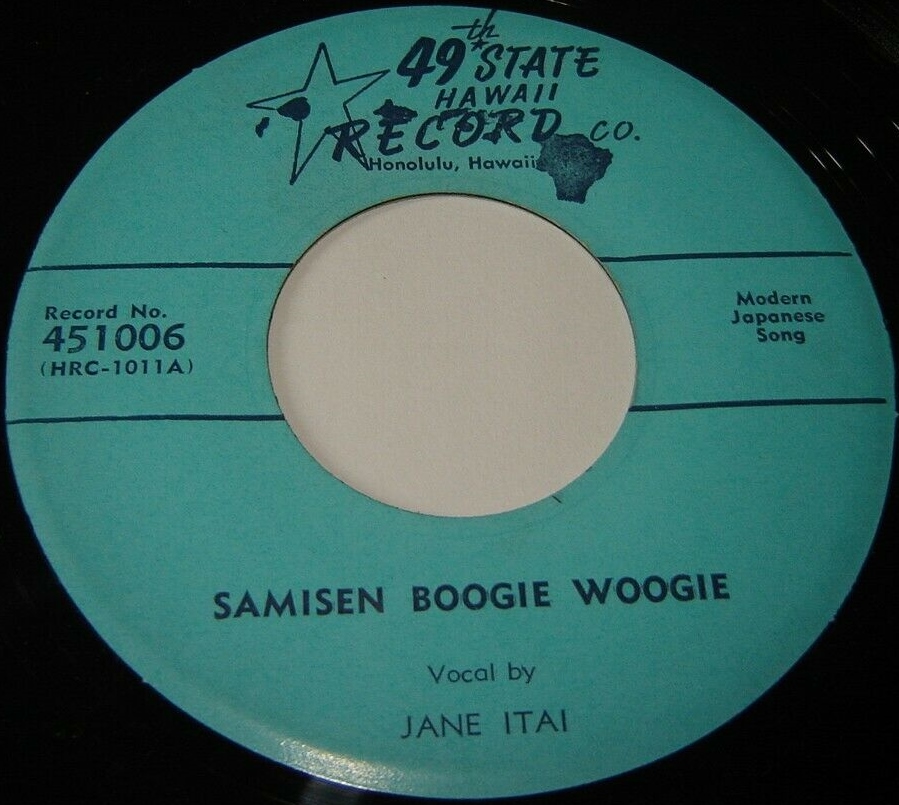 49th STATE
HAWAII
RECORD CO.
Honolulu, Hawaii
Record No.
451006
(HRC-1011A)
Modern
Japanese
Song
SAMISEN BOOGIE WOOGIE
Vocal by
JANE ITAI